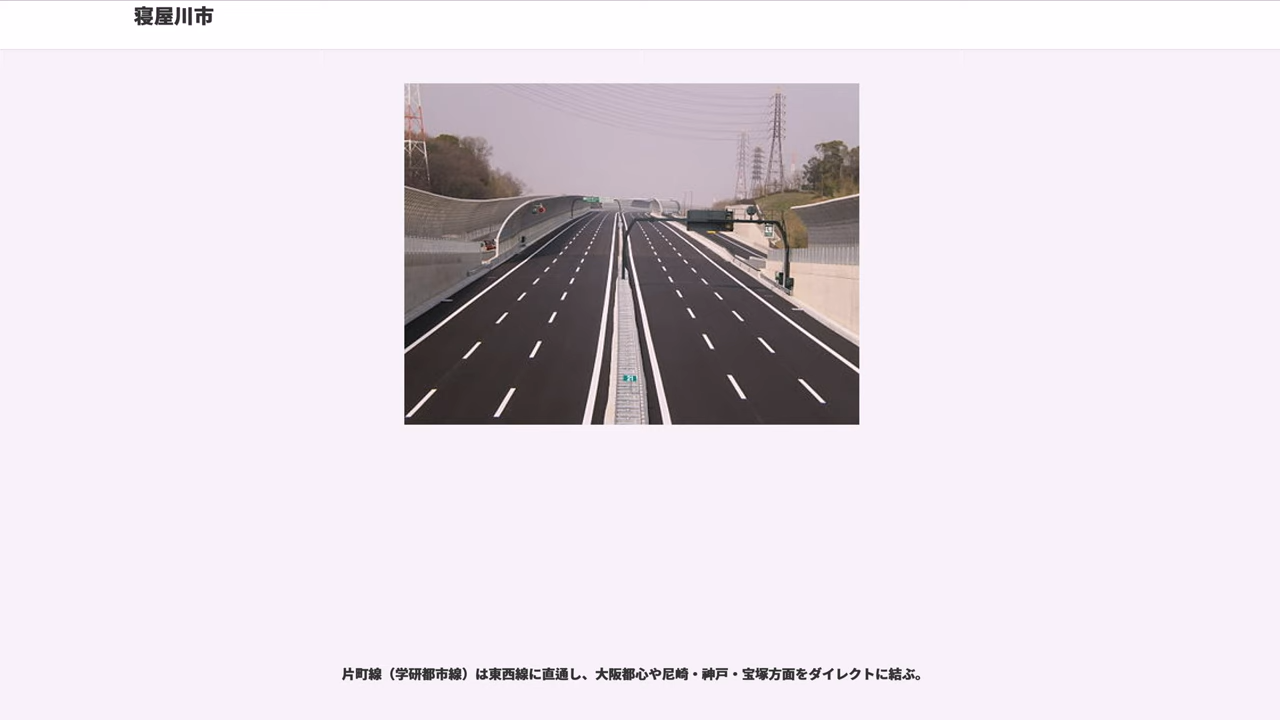 寝屋川市
片町線（学研都市線）は東西線に直通し、大阪都心や尼崎・神戸・宝塚方面をダイレクトに結ぶ。